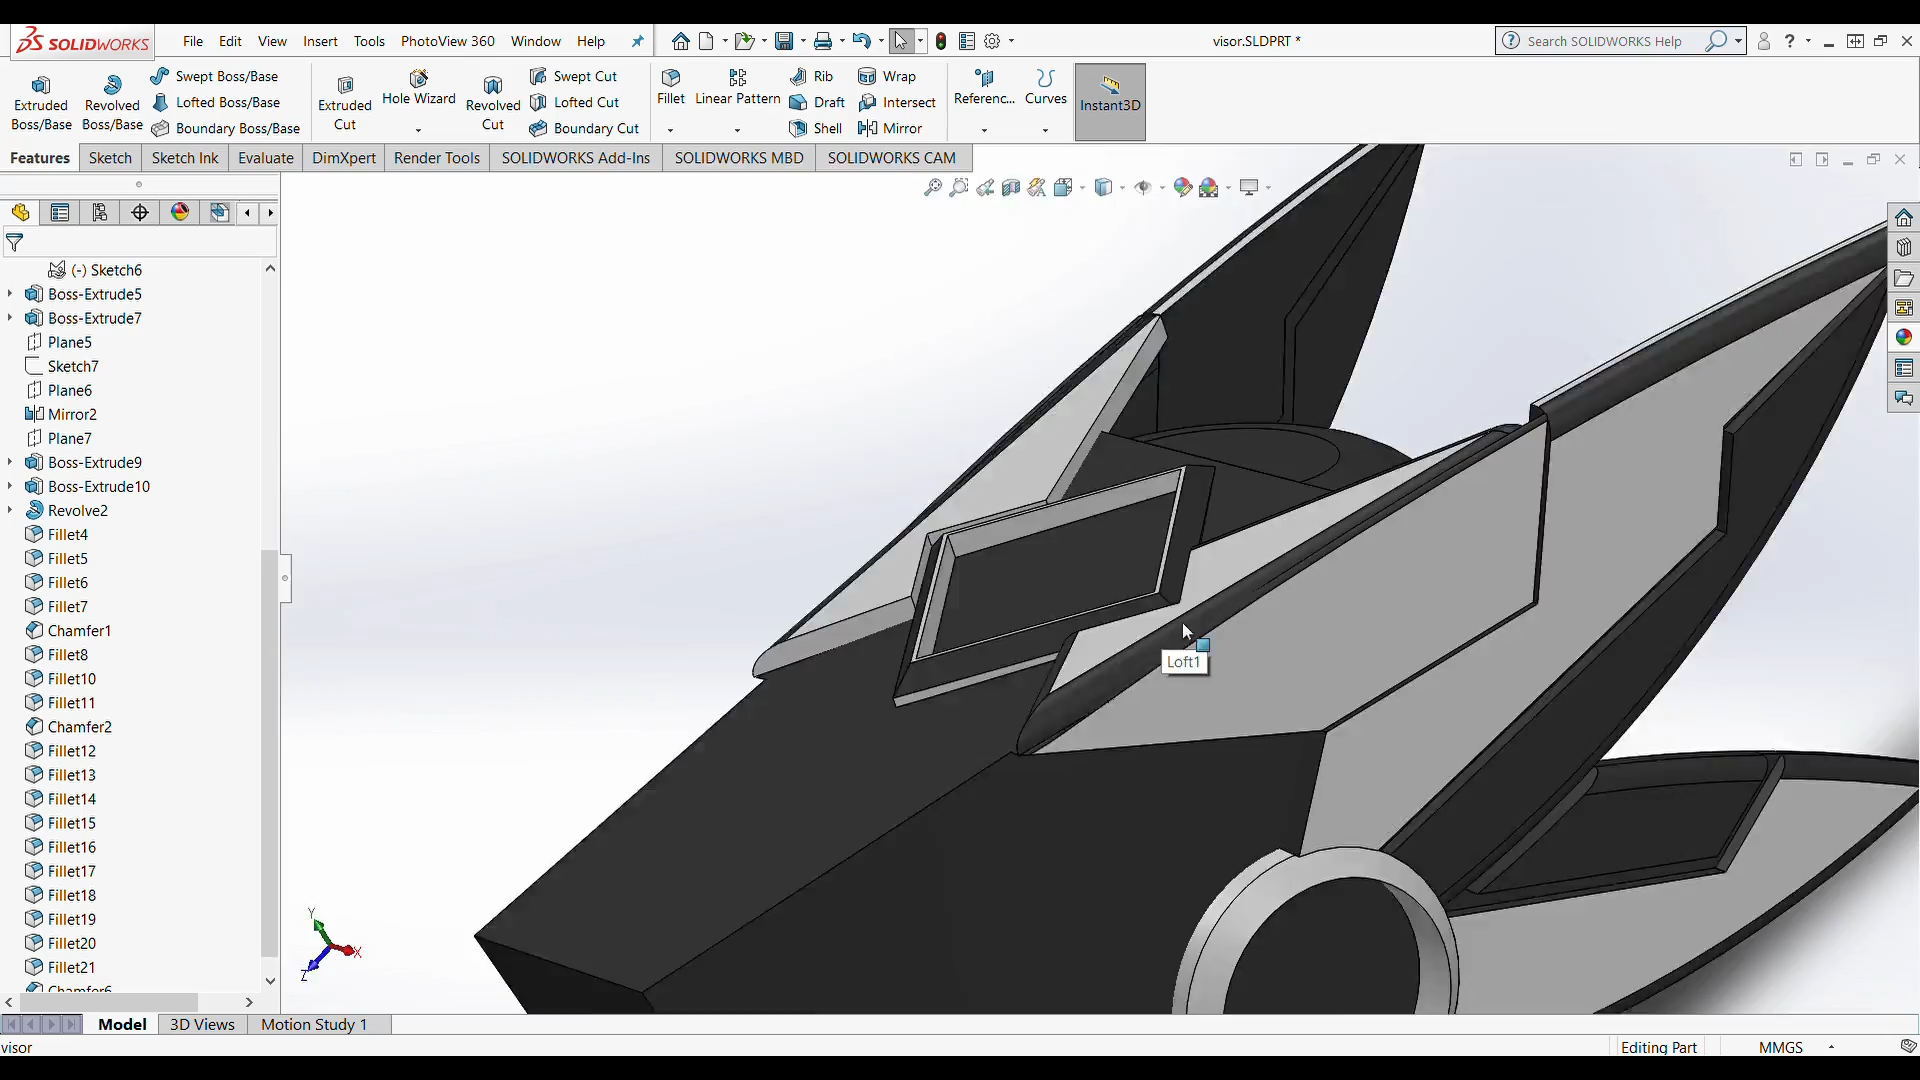 SOLIDWORKS File Edit View Insert Tools PhotoView 360 Window Help visor.SLDPRT * Search SOLIDWORKS Help ?
Extruded Boss/Base
Revolved Boss/Base
Swept Boss/Base
Lofted Boss/Base
Boundary Boss/Base
Extruded Cut
Hole Wizard
Revolved Cut
Swept Cut
Lofted Cut
Boundary Cut
Fillet
Linear Pattern
Rib
Draft
Shell
Wrap
Intersect
Mirror
Referenc...
Curves
Instant3D
Features Sketch Sketch Ink Evaluate DimXpert Render Tools SOLIDWORKS Add-Ins SOLIDWORKS MBD SOLIDWORKS CAM
(-) Sketch6
Boss-Extrude5
Boss-Extrude7
Plane5
Sketch7
Plane6
Mirror2
Plane7
Boss-Extrude9
Boss-Extrude10
Revolve2
Fillet4
Fillet5
Fillet6
Fillet7
Chamfer1
Fillet8
Fillet10
Fillet11
Chamfer2
Fillet12
Fillet13
Fillet14
Fillet15
Fillet16
Fillet17
Fillet18
Fillet19
Fillet20
Fillet21
Chamfer6
Loft1
Y
X
Z
Model 3D Views Motion Study 1
visor Editing Part MMGS